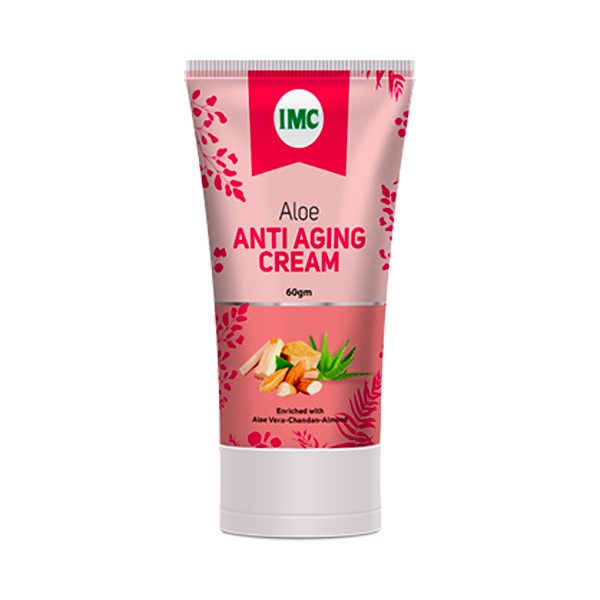 IMC
Aloe
ANTI AGING
CREAM
60gm
Enriched with
Aloe Vera-Chandan-Almond